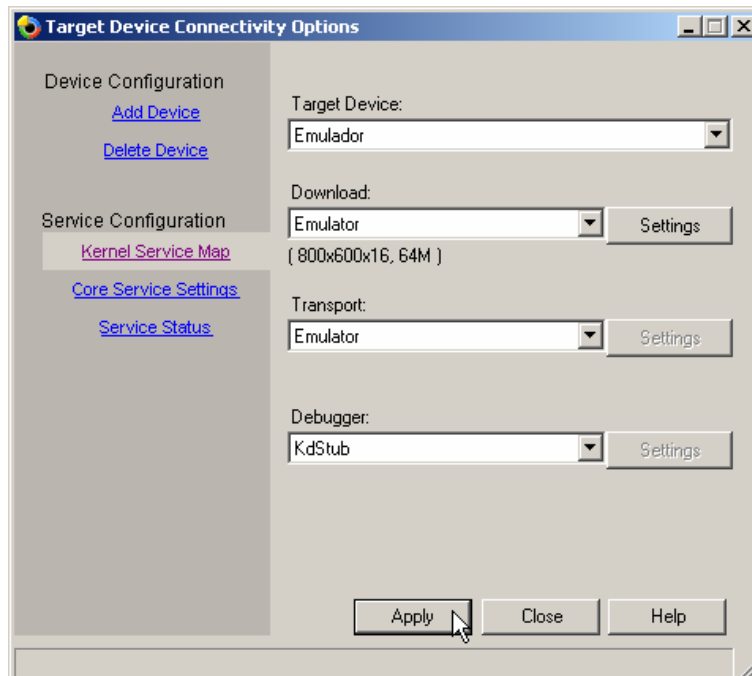 Target Device Connectivity Options
Device Configuration
Add Device
Delete Device
Service Configuration
Kernel Service Map
Core Service Settings
Service Status
Target Device:
Emulador
Download:
Emulator
Settings
( 800x600x16, 64M )
Transport:
Emulator
Settings
Debugger:
KdStub
Settings
Apply
Close
Help